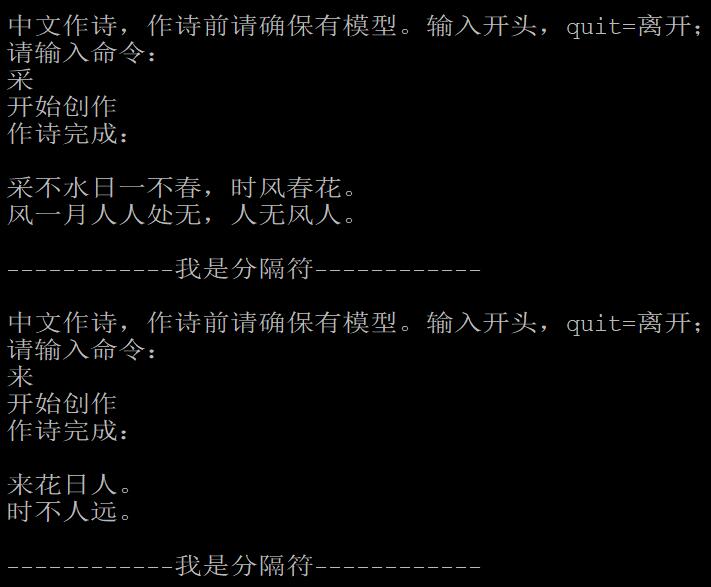 中文作诗，作诗前请确保有模型。输入开头，quit=离开；
请输入命令：
采
开始创作
作诗完成：
采不水日一不春，时风春花。
风一月人人处无，人无风人。
------------我是分隔符------------
中文作诗，作诗前请确保有模型。输入开头，quit=离开；
请输入命令：
来
开始创作
作诗完成：
来花日人。
时不人远。
------------我是分隔符------------